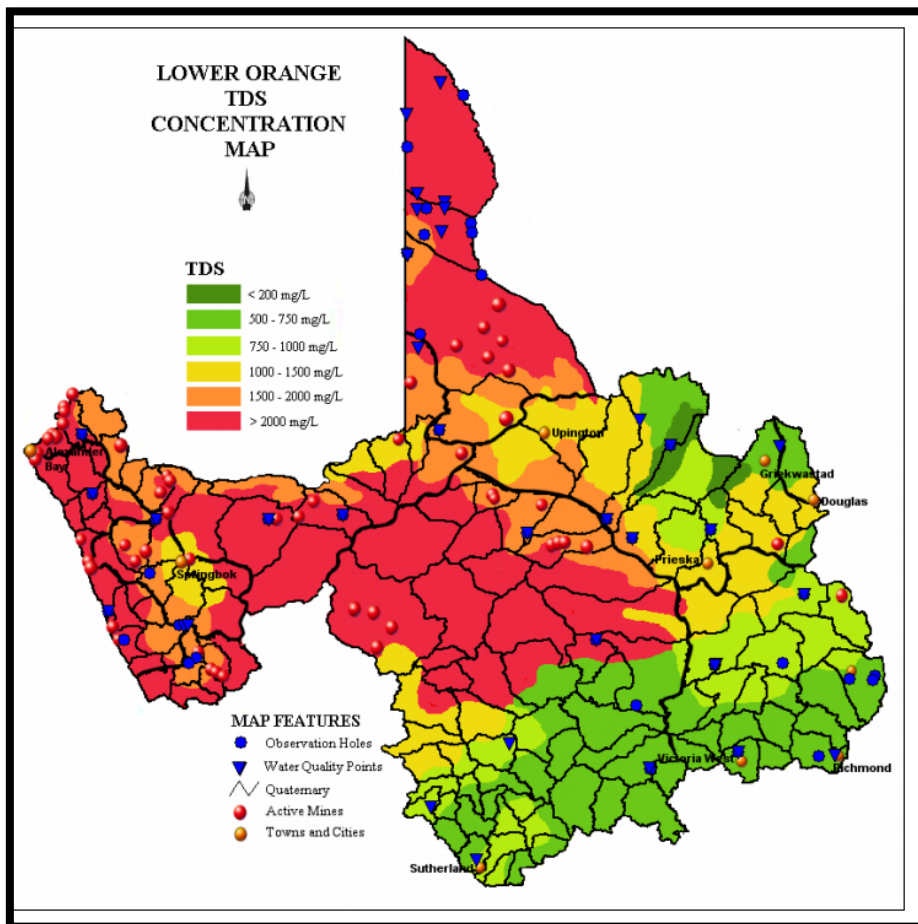 LOWER ORANGE
TDS
CONCENTRATION
MAP
N
TDS
< 200 mg/L
500 - 750 mg/L
750 - 1000 mg/L
1000 - 1500 mg/L
1500 - 2000 mg/L
> 2000 mg/L
Upington
Alexander
Bay
Griekwastad
Douglas
Prieska
Springbok
MAP FEATURES
Observation Holes
Water Quality Points
Quaternary
Active Mines
Towns and Cities
Victoria West
Richmond
Sutherland